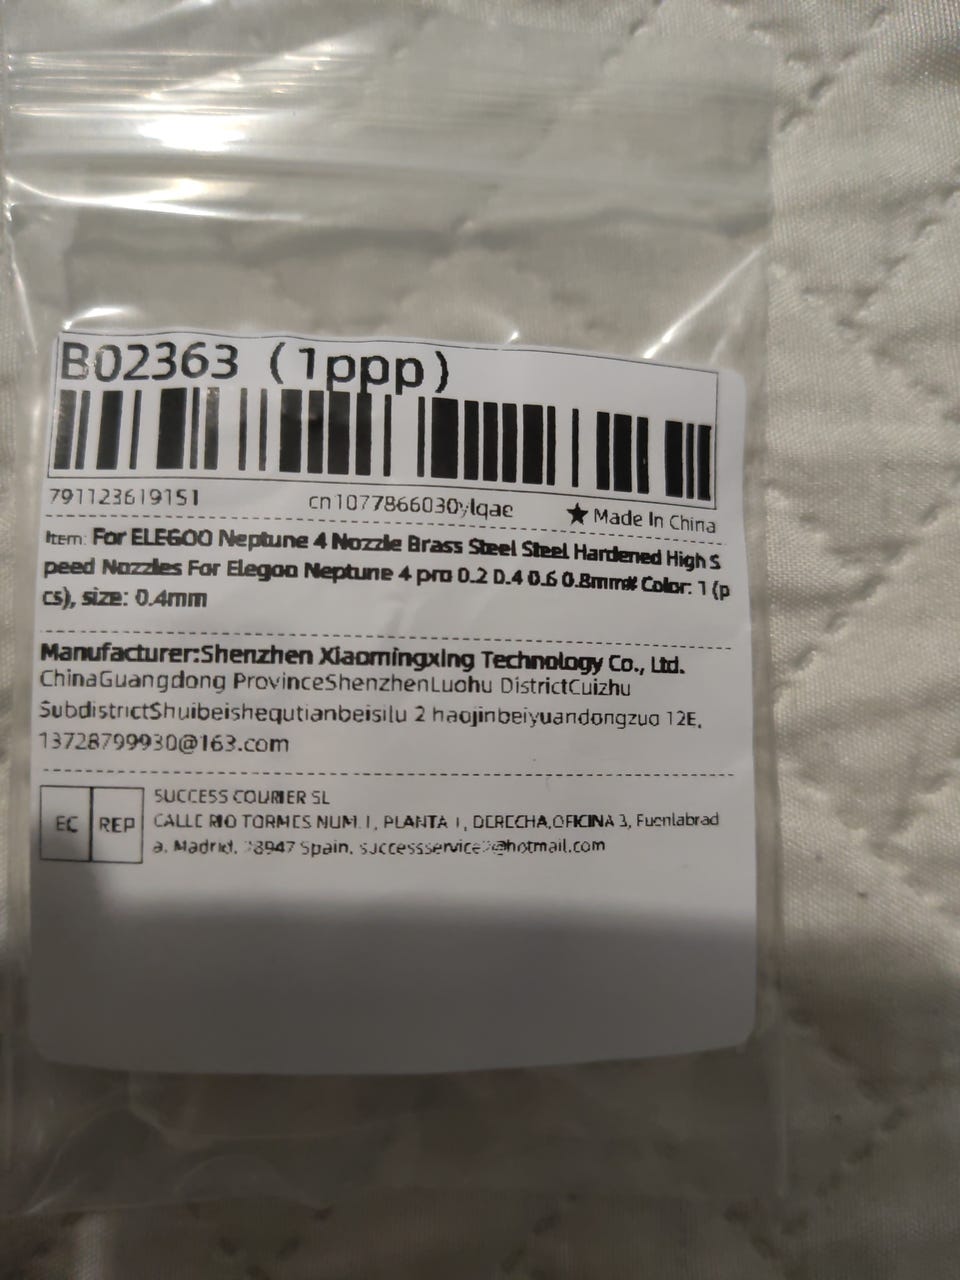 B02363 (1ppp)
791123619151
cn1077866030ylqae
★ Made In China
Item: For ELEGOO Neptune 4 Nozzle Brass Steel Steel Hardened High S
peed Nozzles For Elegoo Neptune 4 pro 0.2 0.4 0.6 0.8mm# Color: 1 (p
cs), size: 0.4mm
Manufacturer:Shenzhen Xiaomingxing Technology Co., Ltd.
ChinaGuangdong ProvinceShenzhenLuohu DistrictCuizhu
SubdistrictShuibeishequtianbeisilu 2 haojinbeiyuandongzuo 12E,
13728799930@163.com
EC REP
SUCCESS COURIER SL
CALLE RIO TORMES NUM.1, PLANTA 1, DERECHA,OFICINA 3, Fuenlabrad
a, Madrid, 28947 Spain,